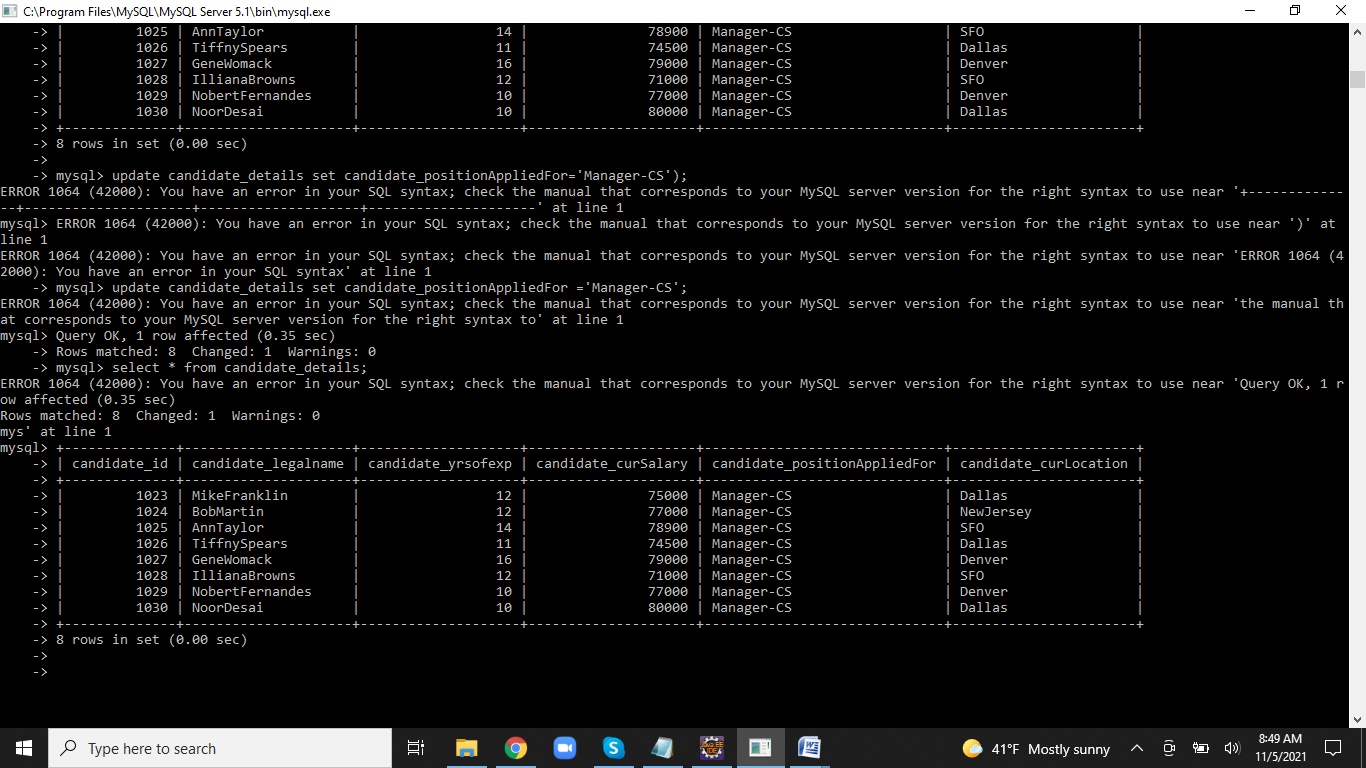 C:\Program Files\MySQL\MySQL Server 5.1\bin\mysql.exe
    -> |         1025 | AnnTaylor           |                 14 |               78900 | Manager-CS                   | SFO                   |
    -> |         1026 | TiffnySpears        |                 11 |               74500 | Manager-CS                   | Dallas                |
    -> |         1027 | GeneWomack          |                 16 |               79000 | Manager-CS                   | Denver                |
    -> |         1028 | IllianaBrowns       |                 12 |               71000 | Manager-CS                   | SFO                   |
    -> |         1029 | NobertFernandes     |                 10 |               77000 | Manager-CS                   | Denver                |
    -> |         1030 | NoorDesai           |                 10 |               80000 | Manager-CS                   | Dallas                |
    -> +--------------+---------------------+--------------------+---------------------+------------------------------+-----------------------+
    -> 8 rows in set (0.00 sec)
    ->
    -> mysql> update candidate_details set candidate_positionAppliedFor='Manager-CS');
ERROR 1064 (42000): You have an error in your SQL syntax; check the manual that corresponds to your MySQL server version for the right syntax to use near '+------------
--+---------------------+--------------------+---------------------' at line 1
mysql> ERROR 1064 (42000): You have an error in your SQL syntax; check the manual that corresponds to your MySQL server version for the right syntax to use near ')' at
line 1
ERROR 1064 (42000): You have an error in your SQL syntax; check the manual that corresponds to your MySQL server version for the right syntax to use near 'ERROR 1064 (4
2000): You have an error in your SQL syntax' at line 1
    -> mysql> update candidate_details set candidate_positionAppliedFor ='Manager-CS';
ERROR 1064 (42000): You have an error in your SQL syntax; check the manual that corresponds to your MySQL server version for the right syntax to use near 'the manual th
at corresponds to your MySQL server version for the right syntax to' at line 1
mysql> Query OK, 1 row affected (0.35 sec)
    -> Rows matched: 8  Changed: 1  Warnings: 0
    -> mysql> select * from candidate_details;
ERROR 1064 (42000): You have an error in your SQL syntax; check the manual that corresponds to your MySQL server version for the right syntax to use near 'Query OK, 1 r
ow affected (0.35 sec)
Rows matched: 8  Changed: 1  Warnings: 0
mys' at line 1
mysql> +--------------+---------------------+--------------------+---------------------+------------------------------+-----------------------+
    -> | candidate_id | candidate_legalname | candidate_yrsofexp | candidate_curSalary | candidate_positionAppliedFor | candidate_curLocation |
    -> +--------------+---------------------+--------------------+---------------------+------------------------------+-----------------------+
    -> |         1023 | MikeFranklin        |                 12 |               75000 | Manager-CS                   | Dallas                |
    -> |         1024 | BobMartin           |                 12 |               77000 | Manager-CS                   | NewJersey             |
    -> |         1025 | AnnTaylor           |                 14 |               78900 | Manager-CS                   | SFO                   |
    -> |         1026 | TiffnySpears        |                 11 |               74500 | Manager-CS                   | Dallas                |
    -> |         1027 | GeneWomack          |                 16 |               79000 | Manager-CS                   | Denver                |
    -> |         1028 | IllianaBrowns       |                 12 |               71000 | Manager-CS                   | SFO                   |
    -> |         1029 | NobertFernandes     |                 10 |               77000 | Manager-CS                   | Denver                |
    -> |         1030 | NoorDesai           |                 10 |               80000 | Manager-CS                   | Dallas                |
    -> +--------------+---------------------+--------------------+---------------------+------------------------------+-----------------------+
    -> 8 rows in set (0.00 sec)
    ->
    ->
Type here to search
41°F Mostly sunny
8:49 AM
11/5/2021